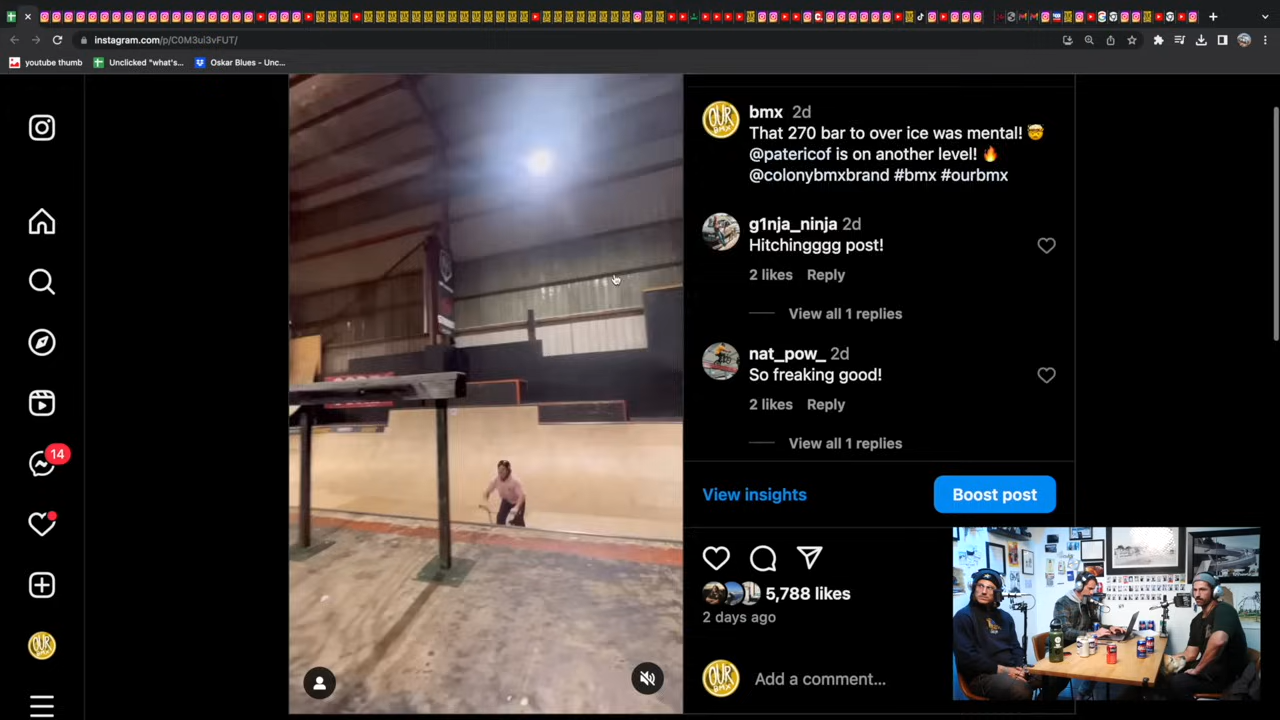 instagram.com/p/C0M3ui3vFUT/
youtube thumb
Unclicked "what's...
Oskar Blues - Unc...
bmx 2d
That 270 bar to over ice was mental! 🤯
@patericof is on another level! 🔥
@colonybmxbrand #bmx #ourbmx
g1nja_ninja 2d
Hitchingggg post!
2 likes Reply
View all 1 replies
nat_pow_ 2d
So freaking good!
2 likes Reply
View all 1 replies
14
View insights
Boost post
5,788 likes
2 days ago
OUR
BMX
Add a comment...